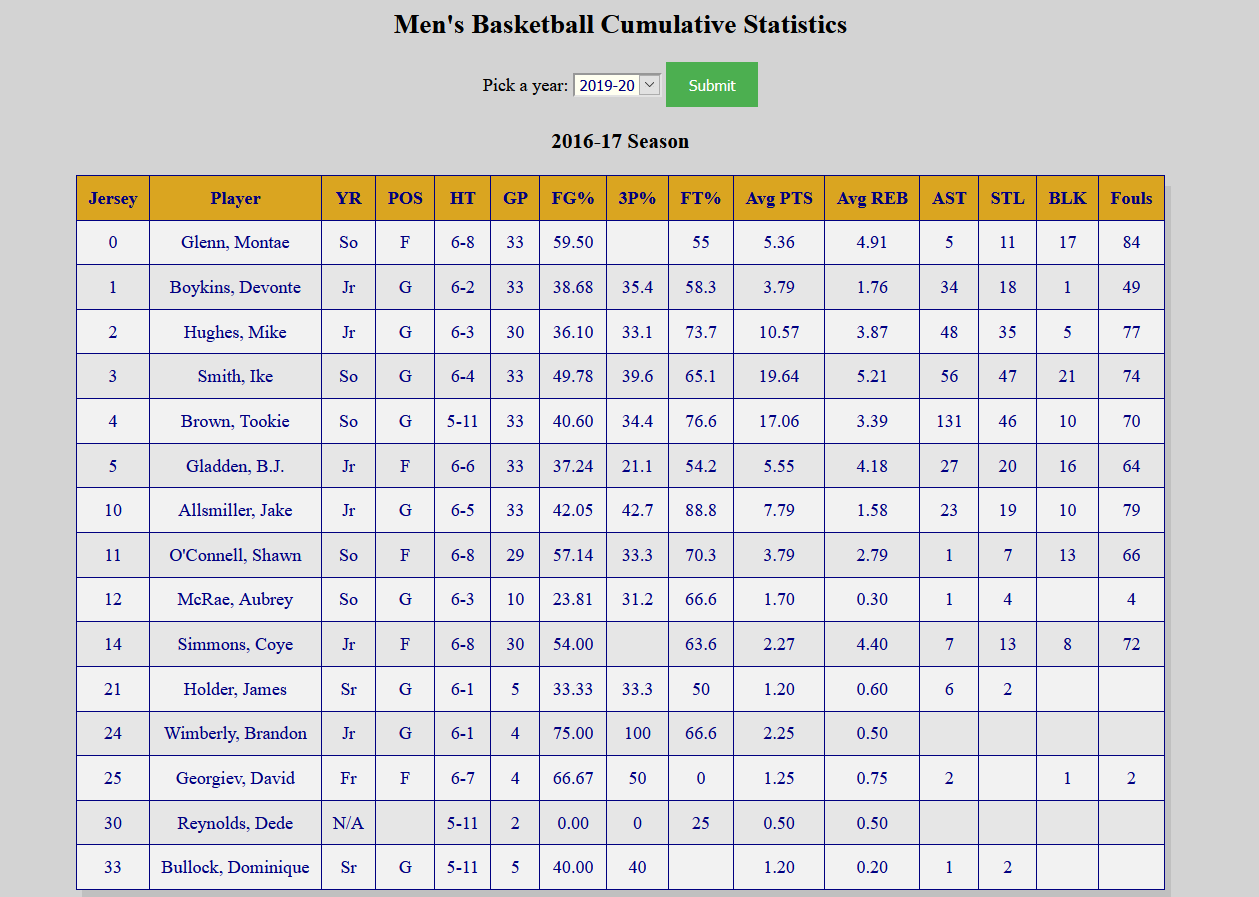 Men's Basketball Cumulative Statistics
Pick a year: 2019-20 Submit
2016-17 Season
Jersey Player YR POS HT GP FG% 3P% FT% Avg PTS Avg REB AST STL BLK Fouls
0 Glenn, Montae So F 6-8 33 59.50 55 5.36 4.91 5 11 17 84
1 Boykins, Devonte Jr G 6-2 33 38.68 35.4 58.3 3.79 1.76 34 18 1 49
2 Hughes, Mike Jr G 6-3 30 36.10 33.1 73.7 10.57 3.87 48 35 5 77
3 Smith, Ike So G 6-4 33 49.78 39.6 65.1 19.64 5.21 56 47 21 74
4 Brown, Tookie So G 5-11 33 40.60 34.4 76.6 17.06 3.39 131 46 10 70
5 Gladden, B.J. Jr F 6-6 33 37.24 21.1 54.2 5.55 4.18 27 20 16 64
10 Allsmiller, Jake Jr G 6-5 33 42.05 42.7 88.8 7.79 1.58 23 19 10 79
11 O'Connell, Shawn So F 6-8 29 57.14 33.3 70.3 3.79 2.79 1 7 13 66
12 McRae, Aubrey So G 6-3 10 23.81 31.2 66.6 1.70 0.30 1 4 4
14 Simmons, Coye Jr F 6-8 30 54.00 63.6 2.27 4.40 7 13 8 72
21 Holder, James Sr G 6-1 5 33.33 33.3 50 1.20 0.60 6 2
24 Wimberly, Brandon Jr G 6-1 4 75.00 100 66.6 2.25 0.50
25 Georgiev, David Fr F 6-7 4 66.67 50 0 1.25 0.75 2 1 2
30 Reynolds, Dede N/A 5-11 2 0.00 0 25 0.50 0.50
33 Bullock, Dominique Sr G 5-11 5 40.00 40 1.20 0.20 1 2